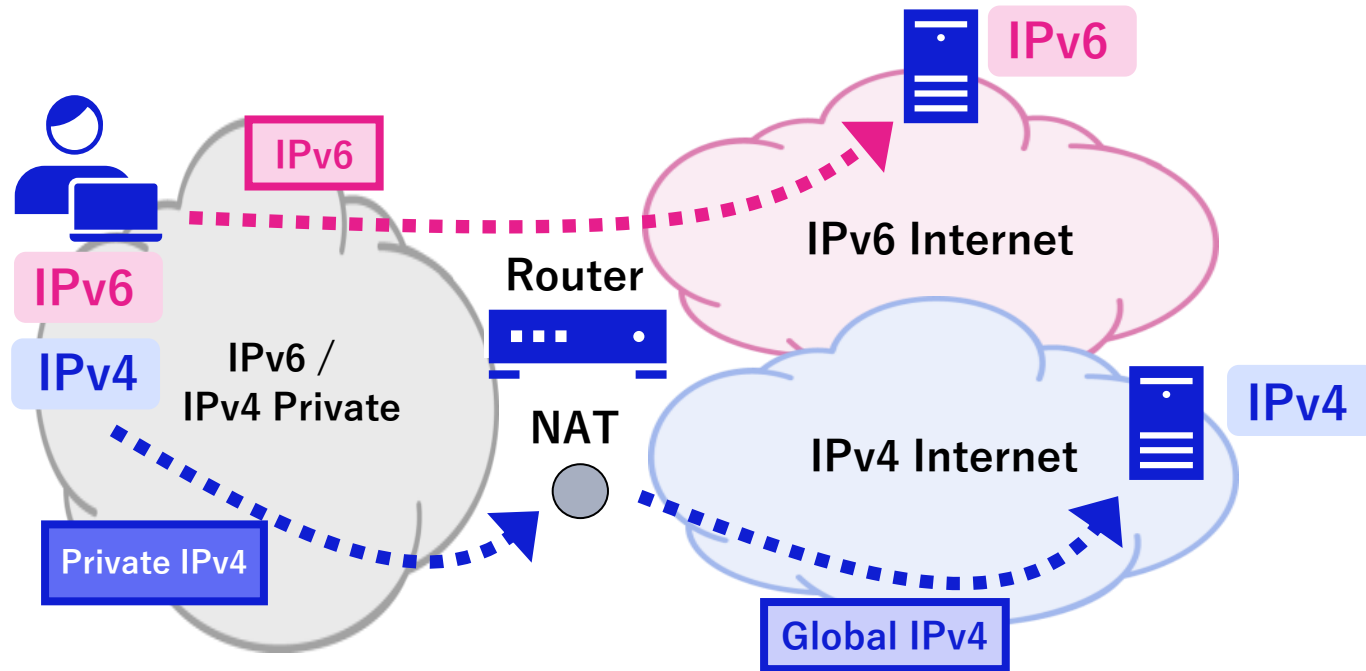 IPv6
IPv6
IPv6 Internet
Router
IPv6
IPv4
IPv6 /
IPv4 Private
NAT
IPv4 Internet
IPv4
Private IPv4
Global IPv4